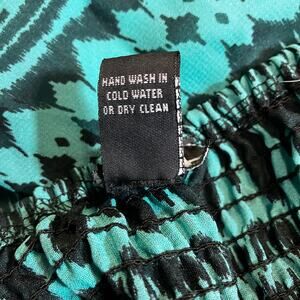 HAND WASH IN
COLD WATER
OR DRY CLEAN